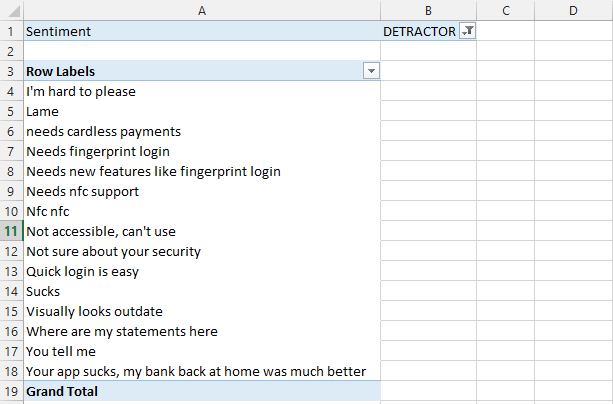 A B C D
1 Sentiment DETRACTOR
2
3 Row Labels
4 I'm hard to please
5 Lame
6 needs cardless payments
7 Needs fingerprint login
8 Needs new features like fingerprint login
9 Needs nfc support
10 Nfc nfc
11 Not accessible, can't use
12 Not sure about your security
13 Quick login is easy
14 Sucks
15 Visually looks outdate
16 Where are my statements here
17 You tell me
18 Your app sucks, my bank back at home was much better
19 Grand Total